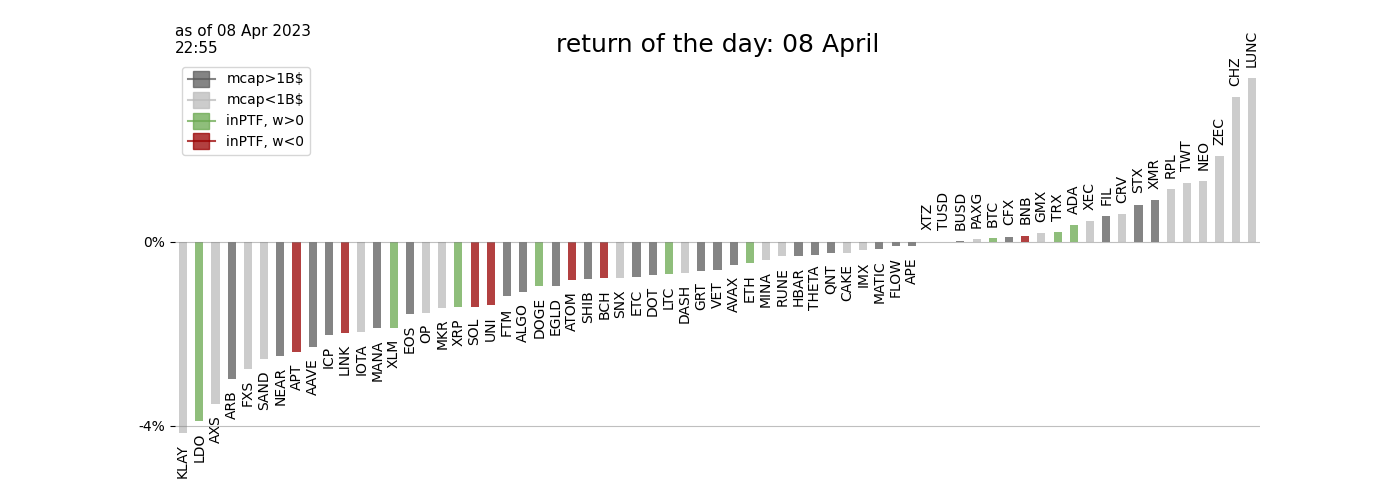 as of 08 Apr 2023
22:55
return of the day: 08 April
mcap>1B$
mcap<1B$
inPTF, w>0
inPTF, w<0
0%
-4%
KLAY
LDO
AXS
ARB
FXS
SAND
NEAR
APT
AAVE
ICP
LINK
IOTA
MANA
XLM
EOS
OP
MKR
XRP
SOL
UNI
FTM
ALGO
DOGE
EGLD
ATOM
SHIB
BCH
SNX
ETC
DOT
LTC
DASH
GRT
VET
AVAX
ETH
MINA
RUNE
HBAR
THETA
QNT
CAKE
IMX
MATIC
FLOW
APE
XTZ
TUSD
BUSD
PAXG
BTC
CFX
BNB
GMX
TRX
ADA
XEC
FIL
CRV
STX
XMR
RPL
TWT
NEO
ZEC
CHZ
LUNC